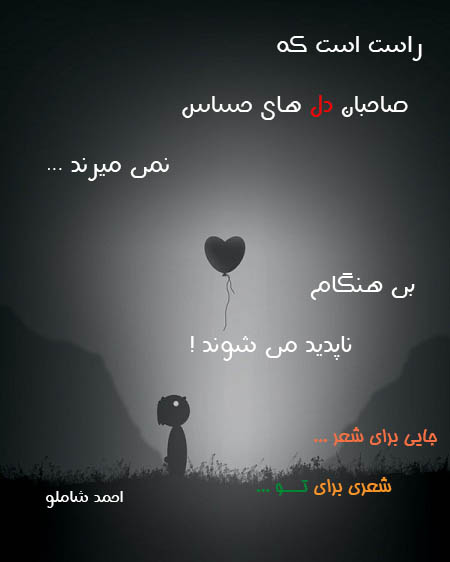 راست است که
صاحبان دل های حساس
نمی میرند ...
بی هنگام
ناپدید می شوند !
جایی برای شعر ...
شعری برای تـــو ...
احمد شاملو